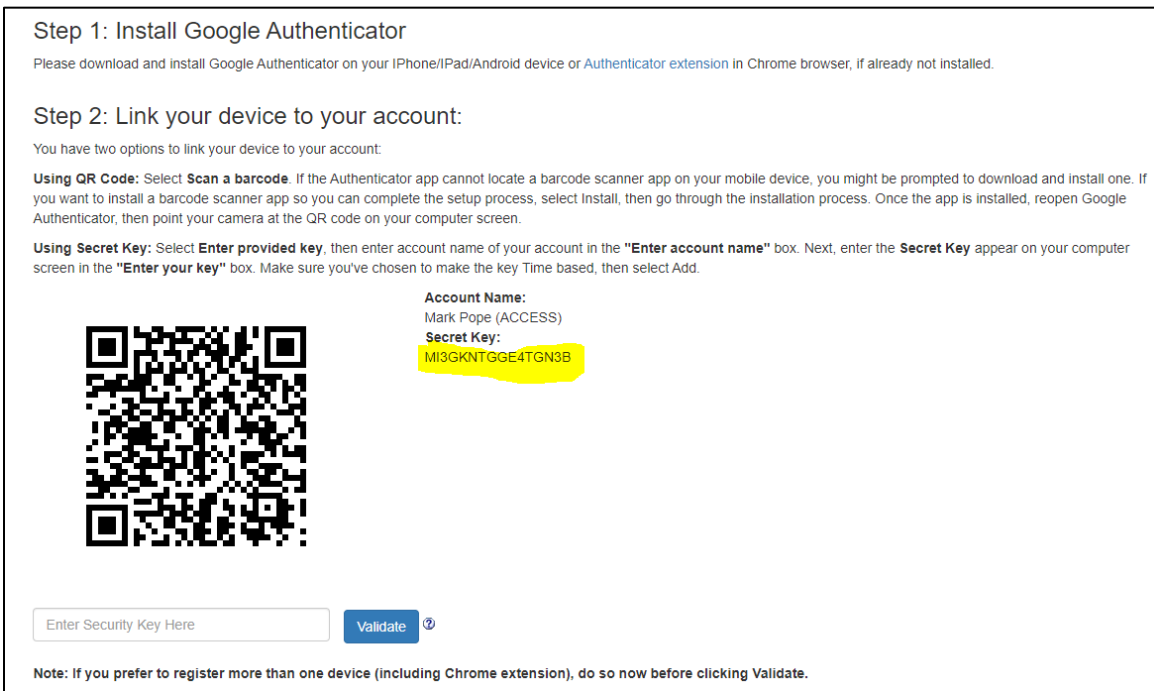 Step 1: Install Google Authenticator
Please download and install Google Authenticator on your IPhone/IPad/Android device or Authenticator extension in Chrome browser, if already not installed.
Step 2: Link your device to your account:
You have two options to link your device to your account:
Using QR Code: Select Scan a barcode. If the Authenticator app cannot locate a barcode scanner app on your mobile device, you might be prompted to download and install one. If
you want to install a barcode scanner app so you can complete the setup process, select Install, then go through the installation process. Once the app is installed, reopen Google
Authenticator, then point your camera at the QR code on your computer screen.
Using Secret Key: Select Enter provided key, then enter account name of your account in the "Enter account name" box. Next, enter the Secret Key appear on your computer
screen in the "Enter your key" box. Make sure you've chosen to make the key Time based, then select Add.
Account Name:
Mark Pope (ACCESS)
Secret Key:
MI3GKNTGGE4TGN3B
Enter Security Key Here
Validate
?
Note: If you prefer to register more than one device (including Chrome extension), do so now before clicking Validate.